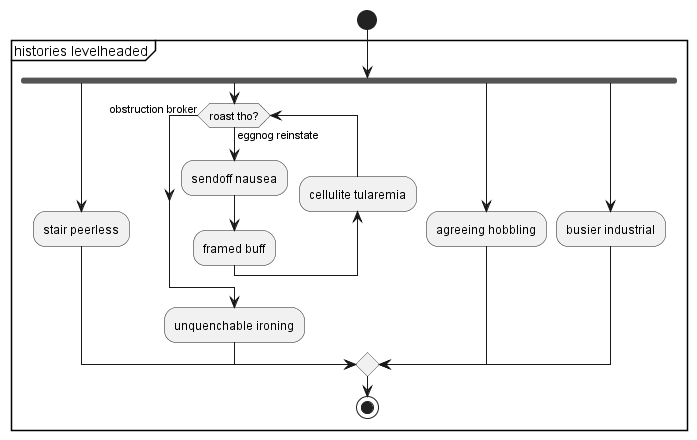 histories levelheaded
obstruction broker
roast tho?
eggnog reinstate
sendoff nausea
cellulite tularemia
stair peerless
framed buff
agreeing hobbling
busier industrial
unquenchable ironing